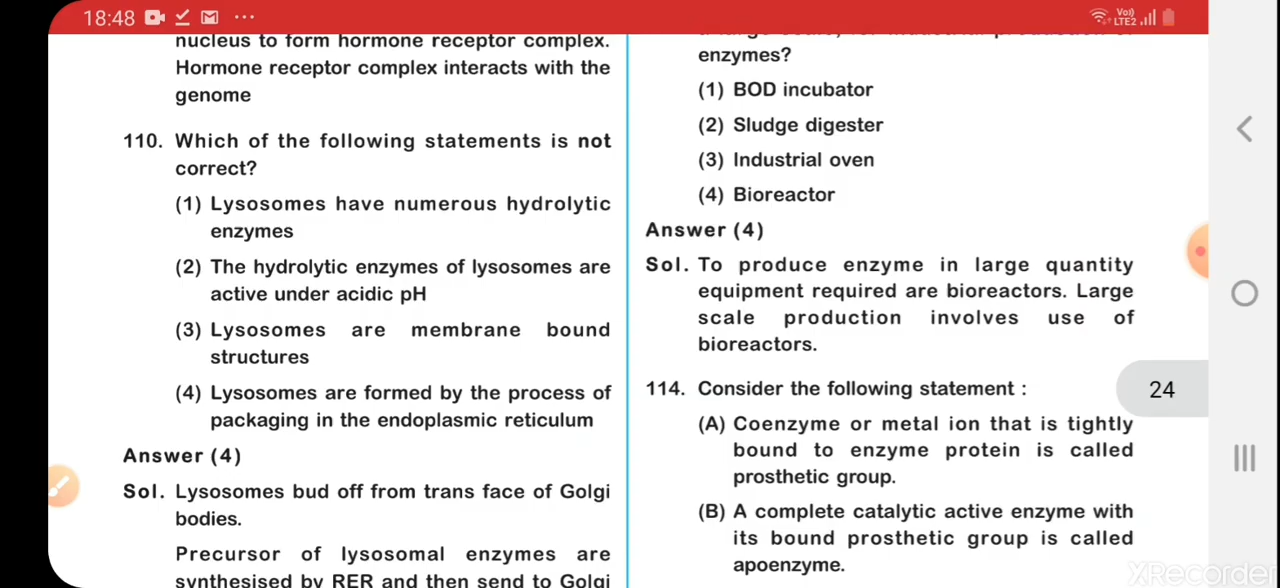 18:48
Vo)) LTE2
nucleus to form hormone receptor complex.
Hormone receptor complex interacts with the
genome
110. Which of the following statements is not
correct?
(1) Lysosomes have numerous hydrolytic
enzymes
(2) The hydrolytic enzymes of lysosomes are
active under acidic pH
(3) Lysosomes are membrane bound
structures
(4) Lysosomes are formed by the process of
packaging in the endoplasmic reticulum
Answer (4)
Sol. Lysosomes bud off from trans face of Golgi
bodies.
Precursor of lysosomal enzymes are
synthesised by RER and then send to Golgi
enzymes?
(1) BOD incubator
(2) Sludge digester
(3) Industrial oven
(4) Bioreactor
Answer (4)
Sol. To produce enzyme in large quantity
equipment required are bioreactors. Large
scale production involves use of
bioreactors.
114. Consider the following statement :
(A) Coenzyme or metal ion that is tightly
bound to enzyme protein is called
prosthetic group.
(B) A complete catalytic active enzyme with
its bound prosthetic group is called
apoenzyme.
24
XRecorder